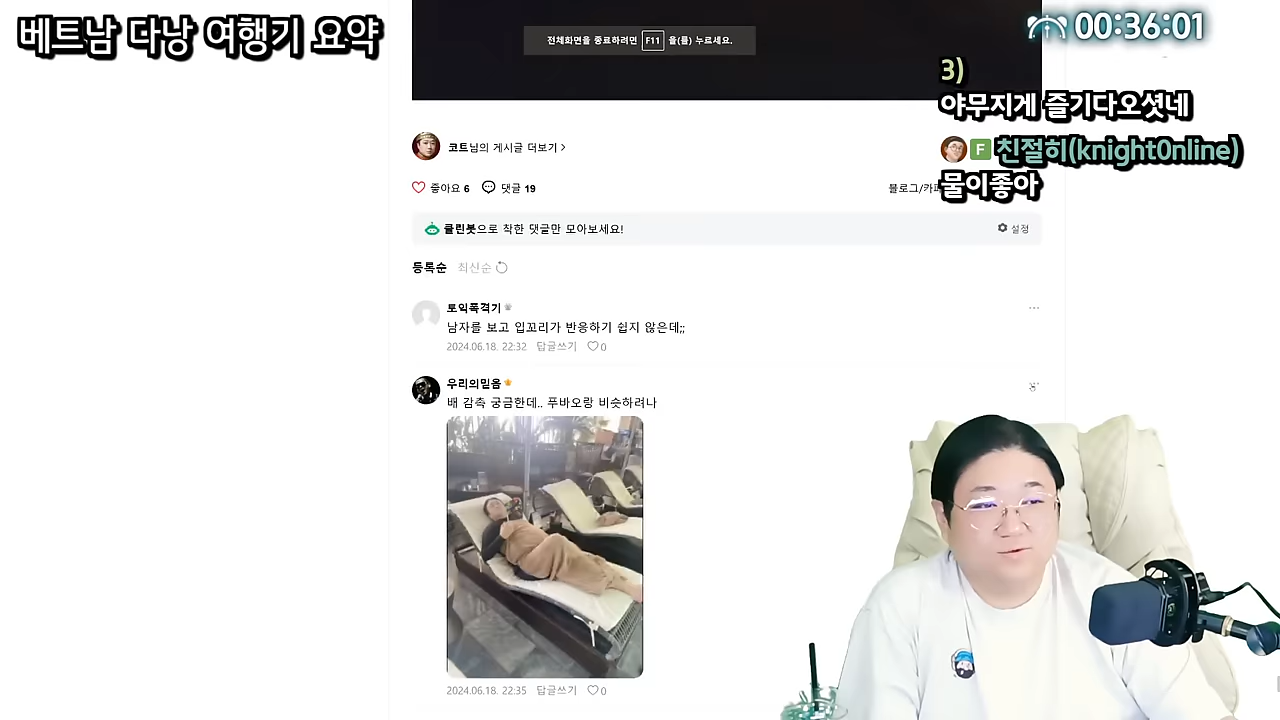 베트남 다낭 여행기 요약
전체화면을 종료하려면 F11 을(를) 누르세요.
00:36:01
3)
야무지게 즐기다오셧네
F 친절히(knight0nline)
물이좋아
코트님의 게시글 더보기 >
좋아요 6 댓글 19
블로그/카페
클린봇으로 착한 댓글만 모아보세요!
설정
등록순 최신순
토익폭격기
남자를 보고 입꼬리가 반응하기 쉽지 않은데;;
2024.06.18. 22:32 답글쓰기 0
우리의믿음
배 감촉 궁금한데.. 푸바오랑 비슷하려나
2024.06.18. 22:35 답글쓰기 0